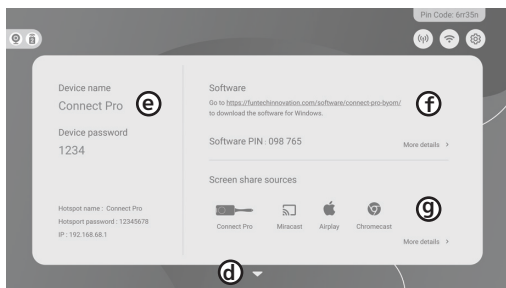 Pin Code: 6rr35n
Device name
Connect Pro
e
Device password
1234
Hotspot name : Connect Pro
Hotsport password : 12345678
IP : 192.168.68.1
Software
Go to https://funtechinnovation.com/software/connect-pro-byom/
to download the software for Windows.
f
Software PIN : 098 765
More details >
Screen share sources
g
Connect Pro Miracast Airplay Chromecast
More details >
d